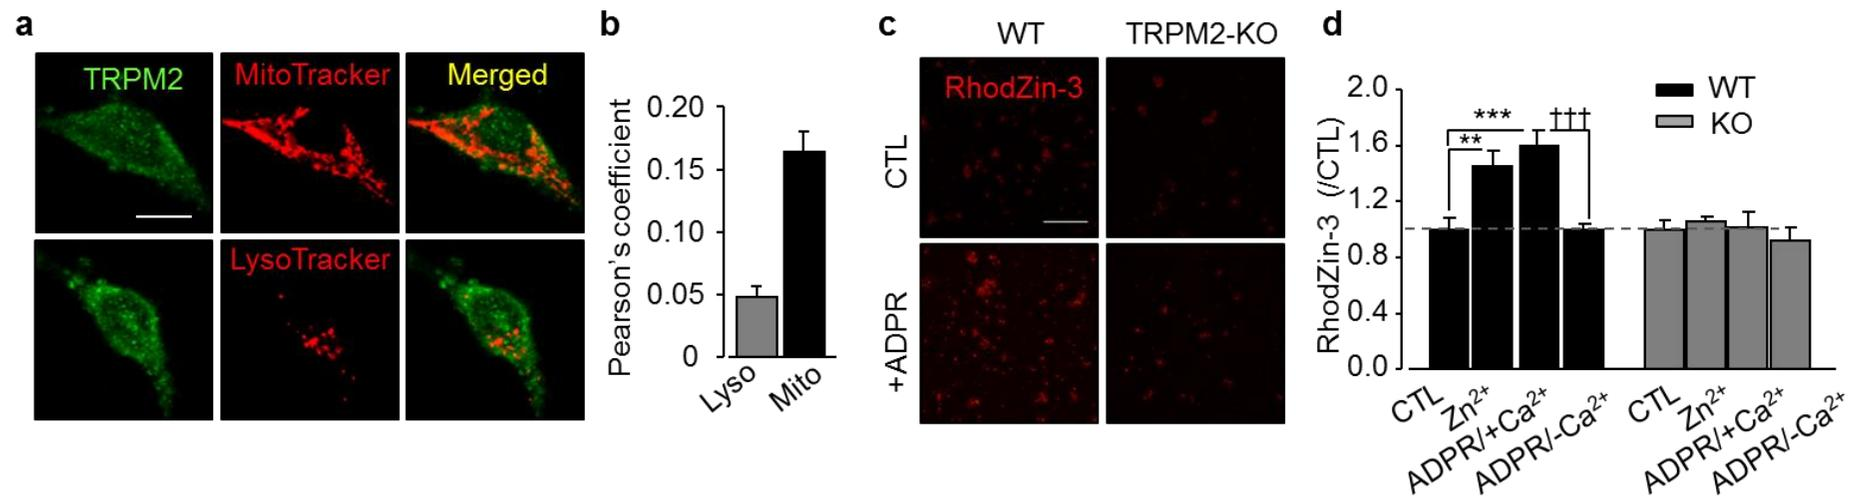 a
TRPM2
MitoTracker
Merged
LysoTracker
b
Pearson's coefficient
0.20
0.15
0.10
0.05
0
Lyso
Mito
c
WT
TRPM2-KO
RhodZin-3
CTL
+ADPR
d
RhodZin-3 (/CTL)
2.0
1.6
1.2
0.8
0.4
0.0
WT
KO
***
**
†††
CTL
Zn²⁺
ADPR/+Ca²⁺
ADPR/-Ca²⁺
CTL
Zn²⁺
ADPR/+Ca²⁺
ADPR/-Ca²⁺